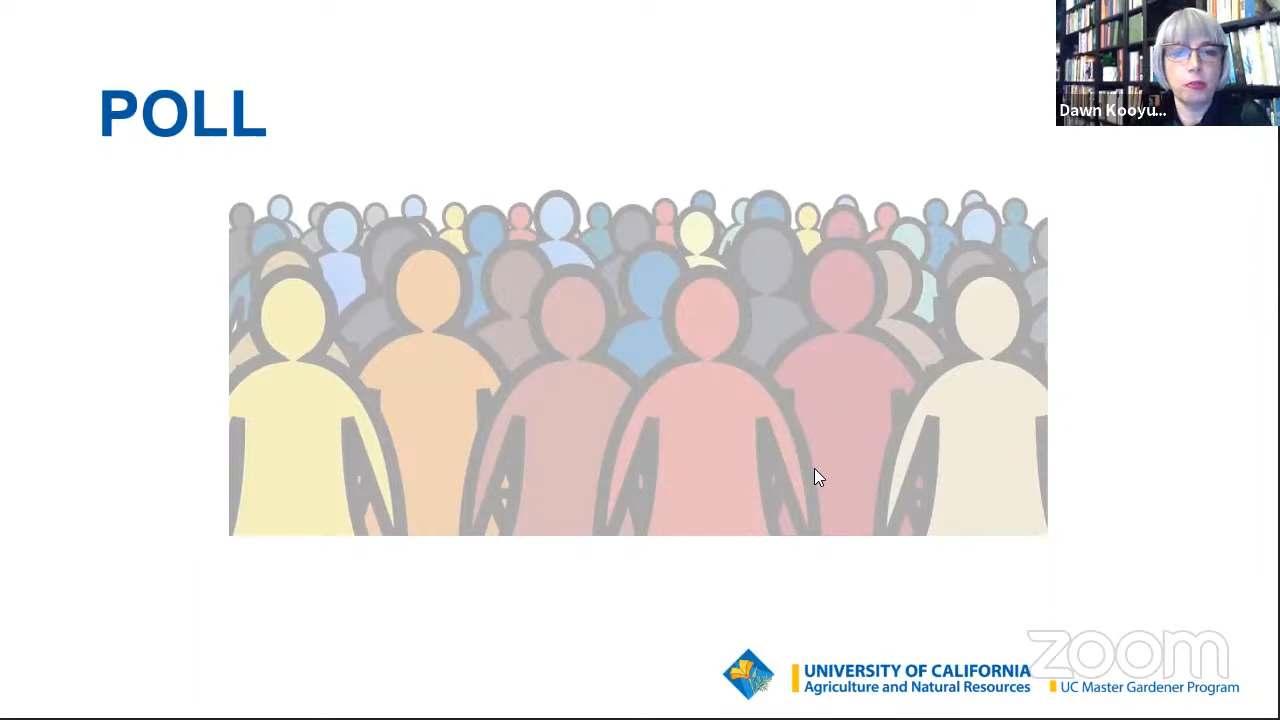 POLL
Dawn Kooyu...
zoom
UNIVERSITY OF CALIFORNIA
Agriculture and Natural Resources
UC Master Gardener Program